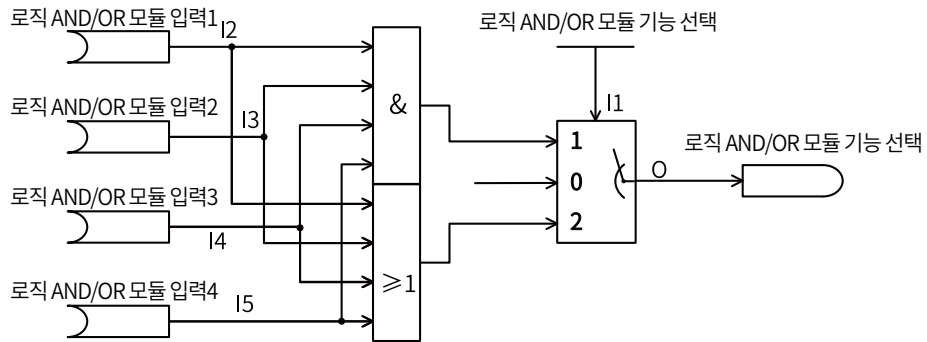 로직 AND/OR 모듈 입력1
I2
로직 AND/OR 모듈 기능 선택
로직 AND/OR 모듈 입력2
I3
&
I1
1
로직 AND/OR 모듈 기능 선택
0
O
2
로직 AND/OR 모듈 입력3
I4
≥1
로직 AND/OR 모듈 입력4
I5